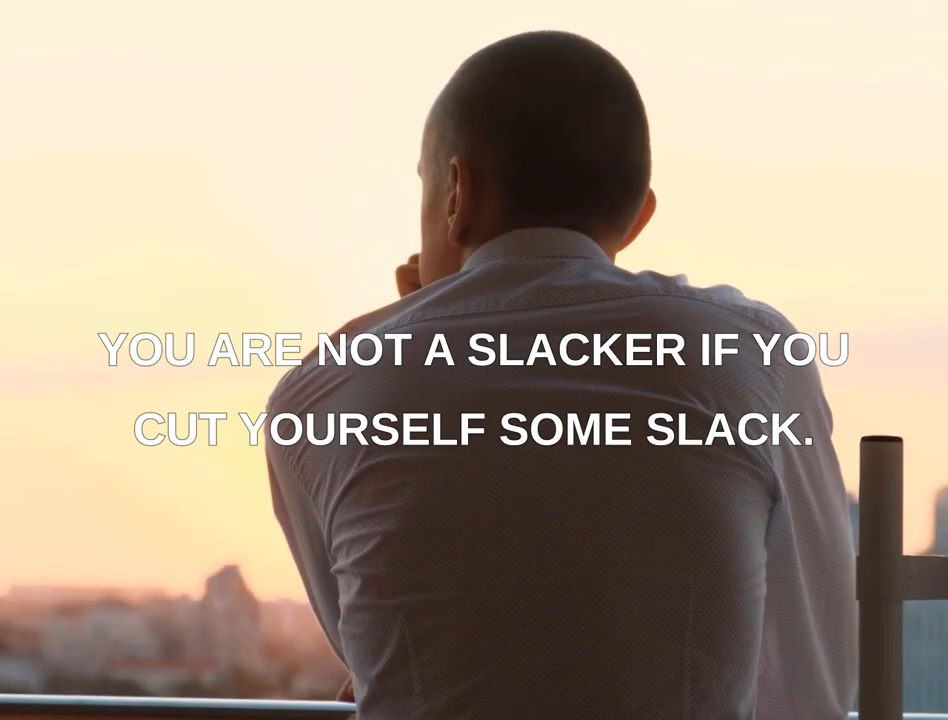 YOU ARE NOT A SLACKER IF YOU
CUT YOURSELF SOME SLACK.